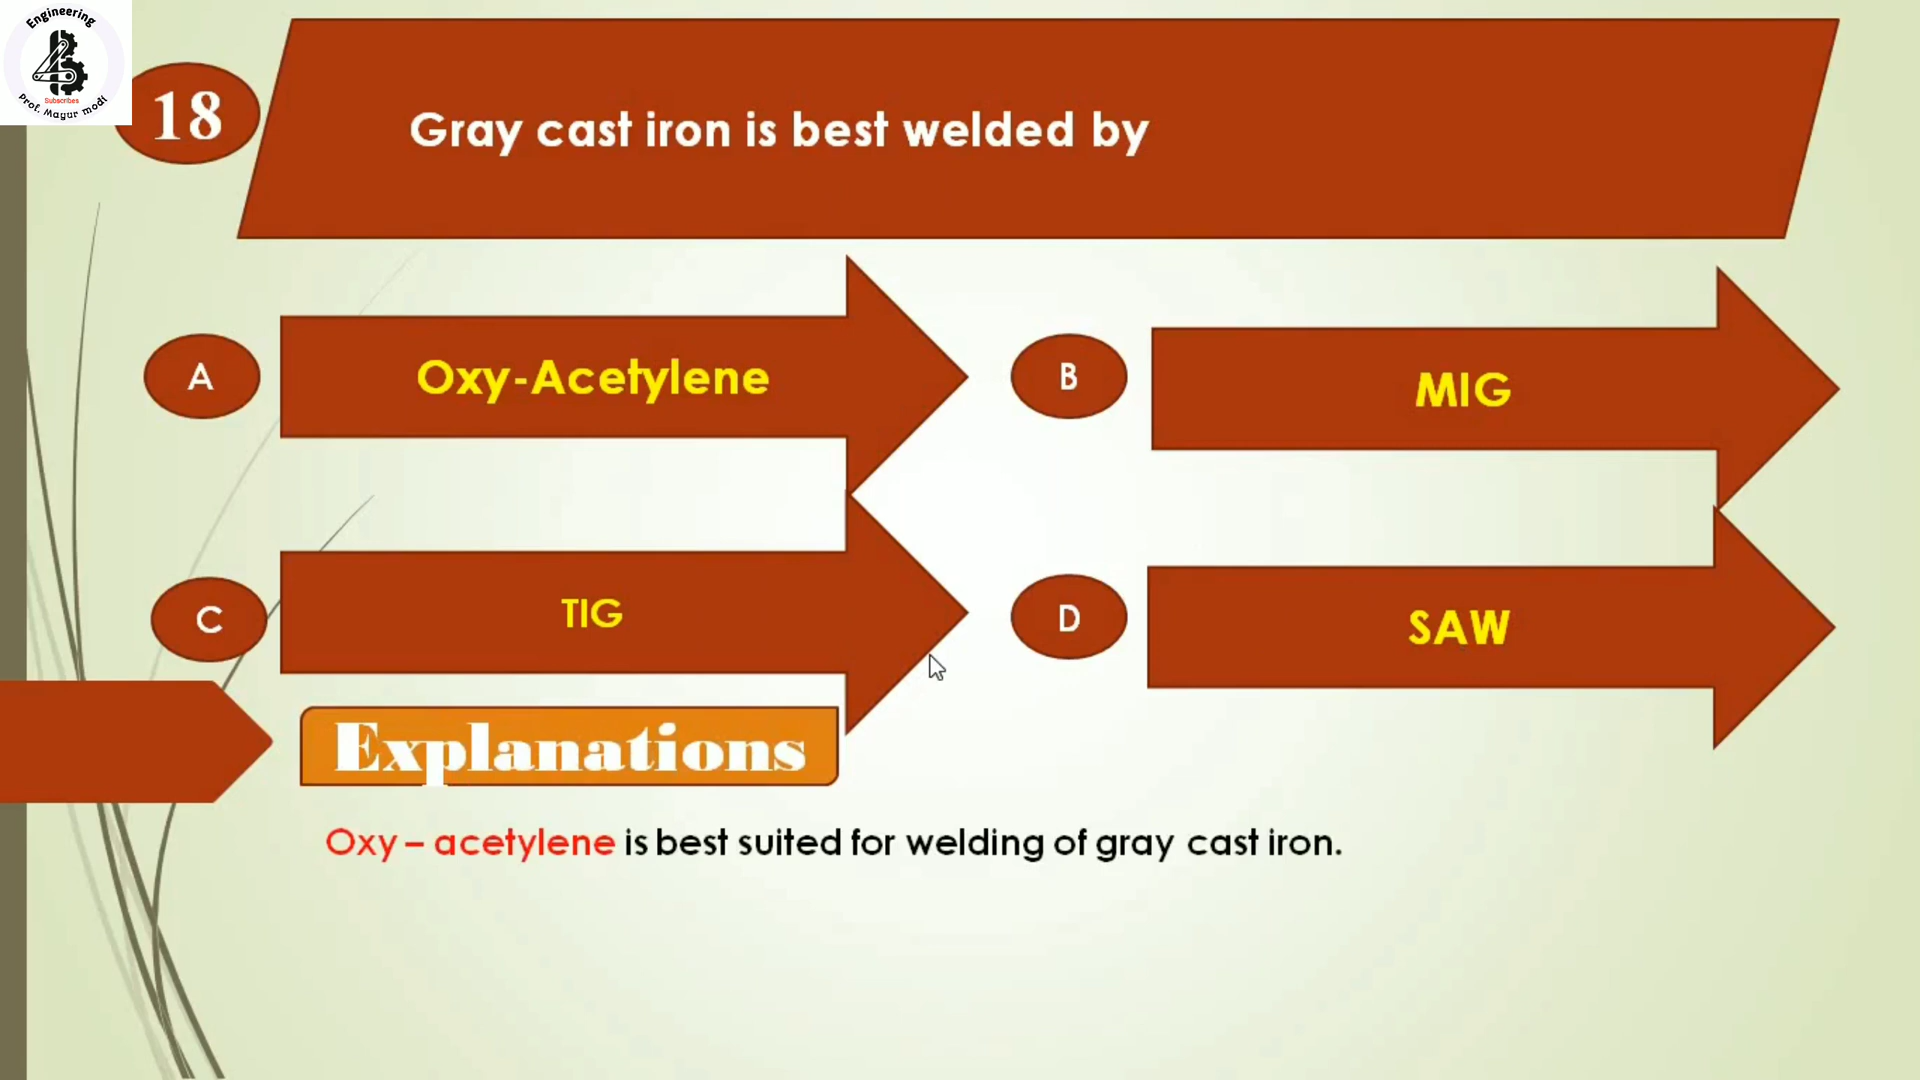 Engineering
Subscribes
Prof. Mayur modi
18
Gray cast iron is best welded by
A
Oxy-Acetylene
B
MIG
C
TIG
D
SAW
Explanations
Oxy – acetylene is best suited for welding of gray cast iron.